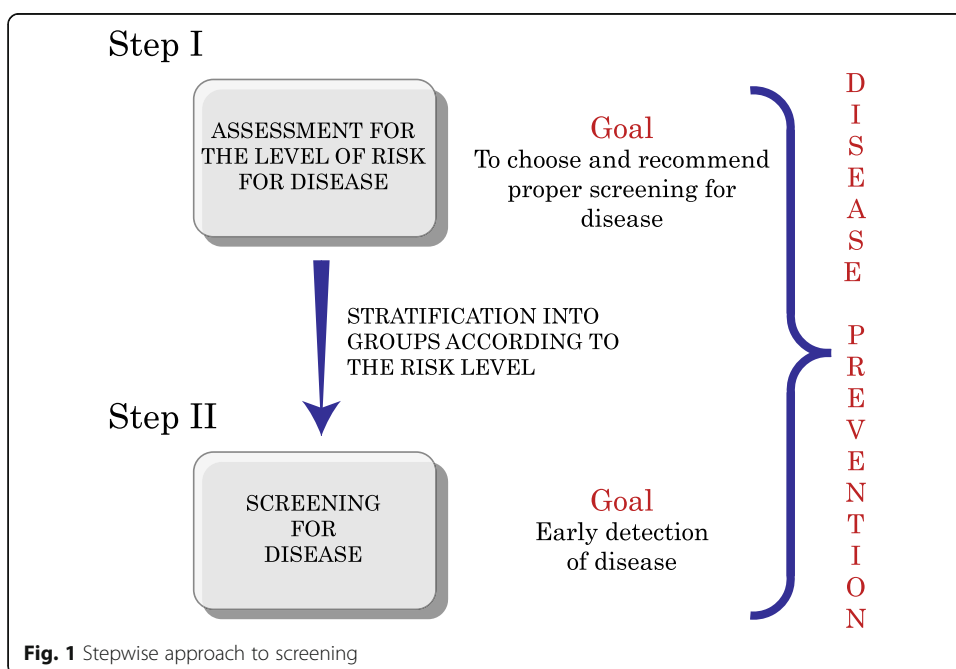 Step I
ASSESSMENT FOR
THE LEVEL OF RISK
FOR DISEASE
Goal
To choose and recommend
proper screening for
disease
STRATIFICATION INTO
GROUPS ACCORDING TO
THE RISK LEVEL
Step II
SCREENING
FOR
DISEASE
Goal
Early detection
of disease
DISEASE PREVENTION
Fig. 1 Stepwise approach to screening